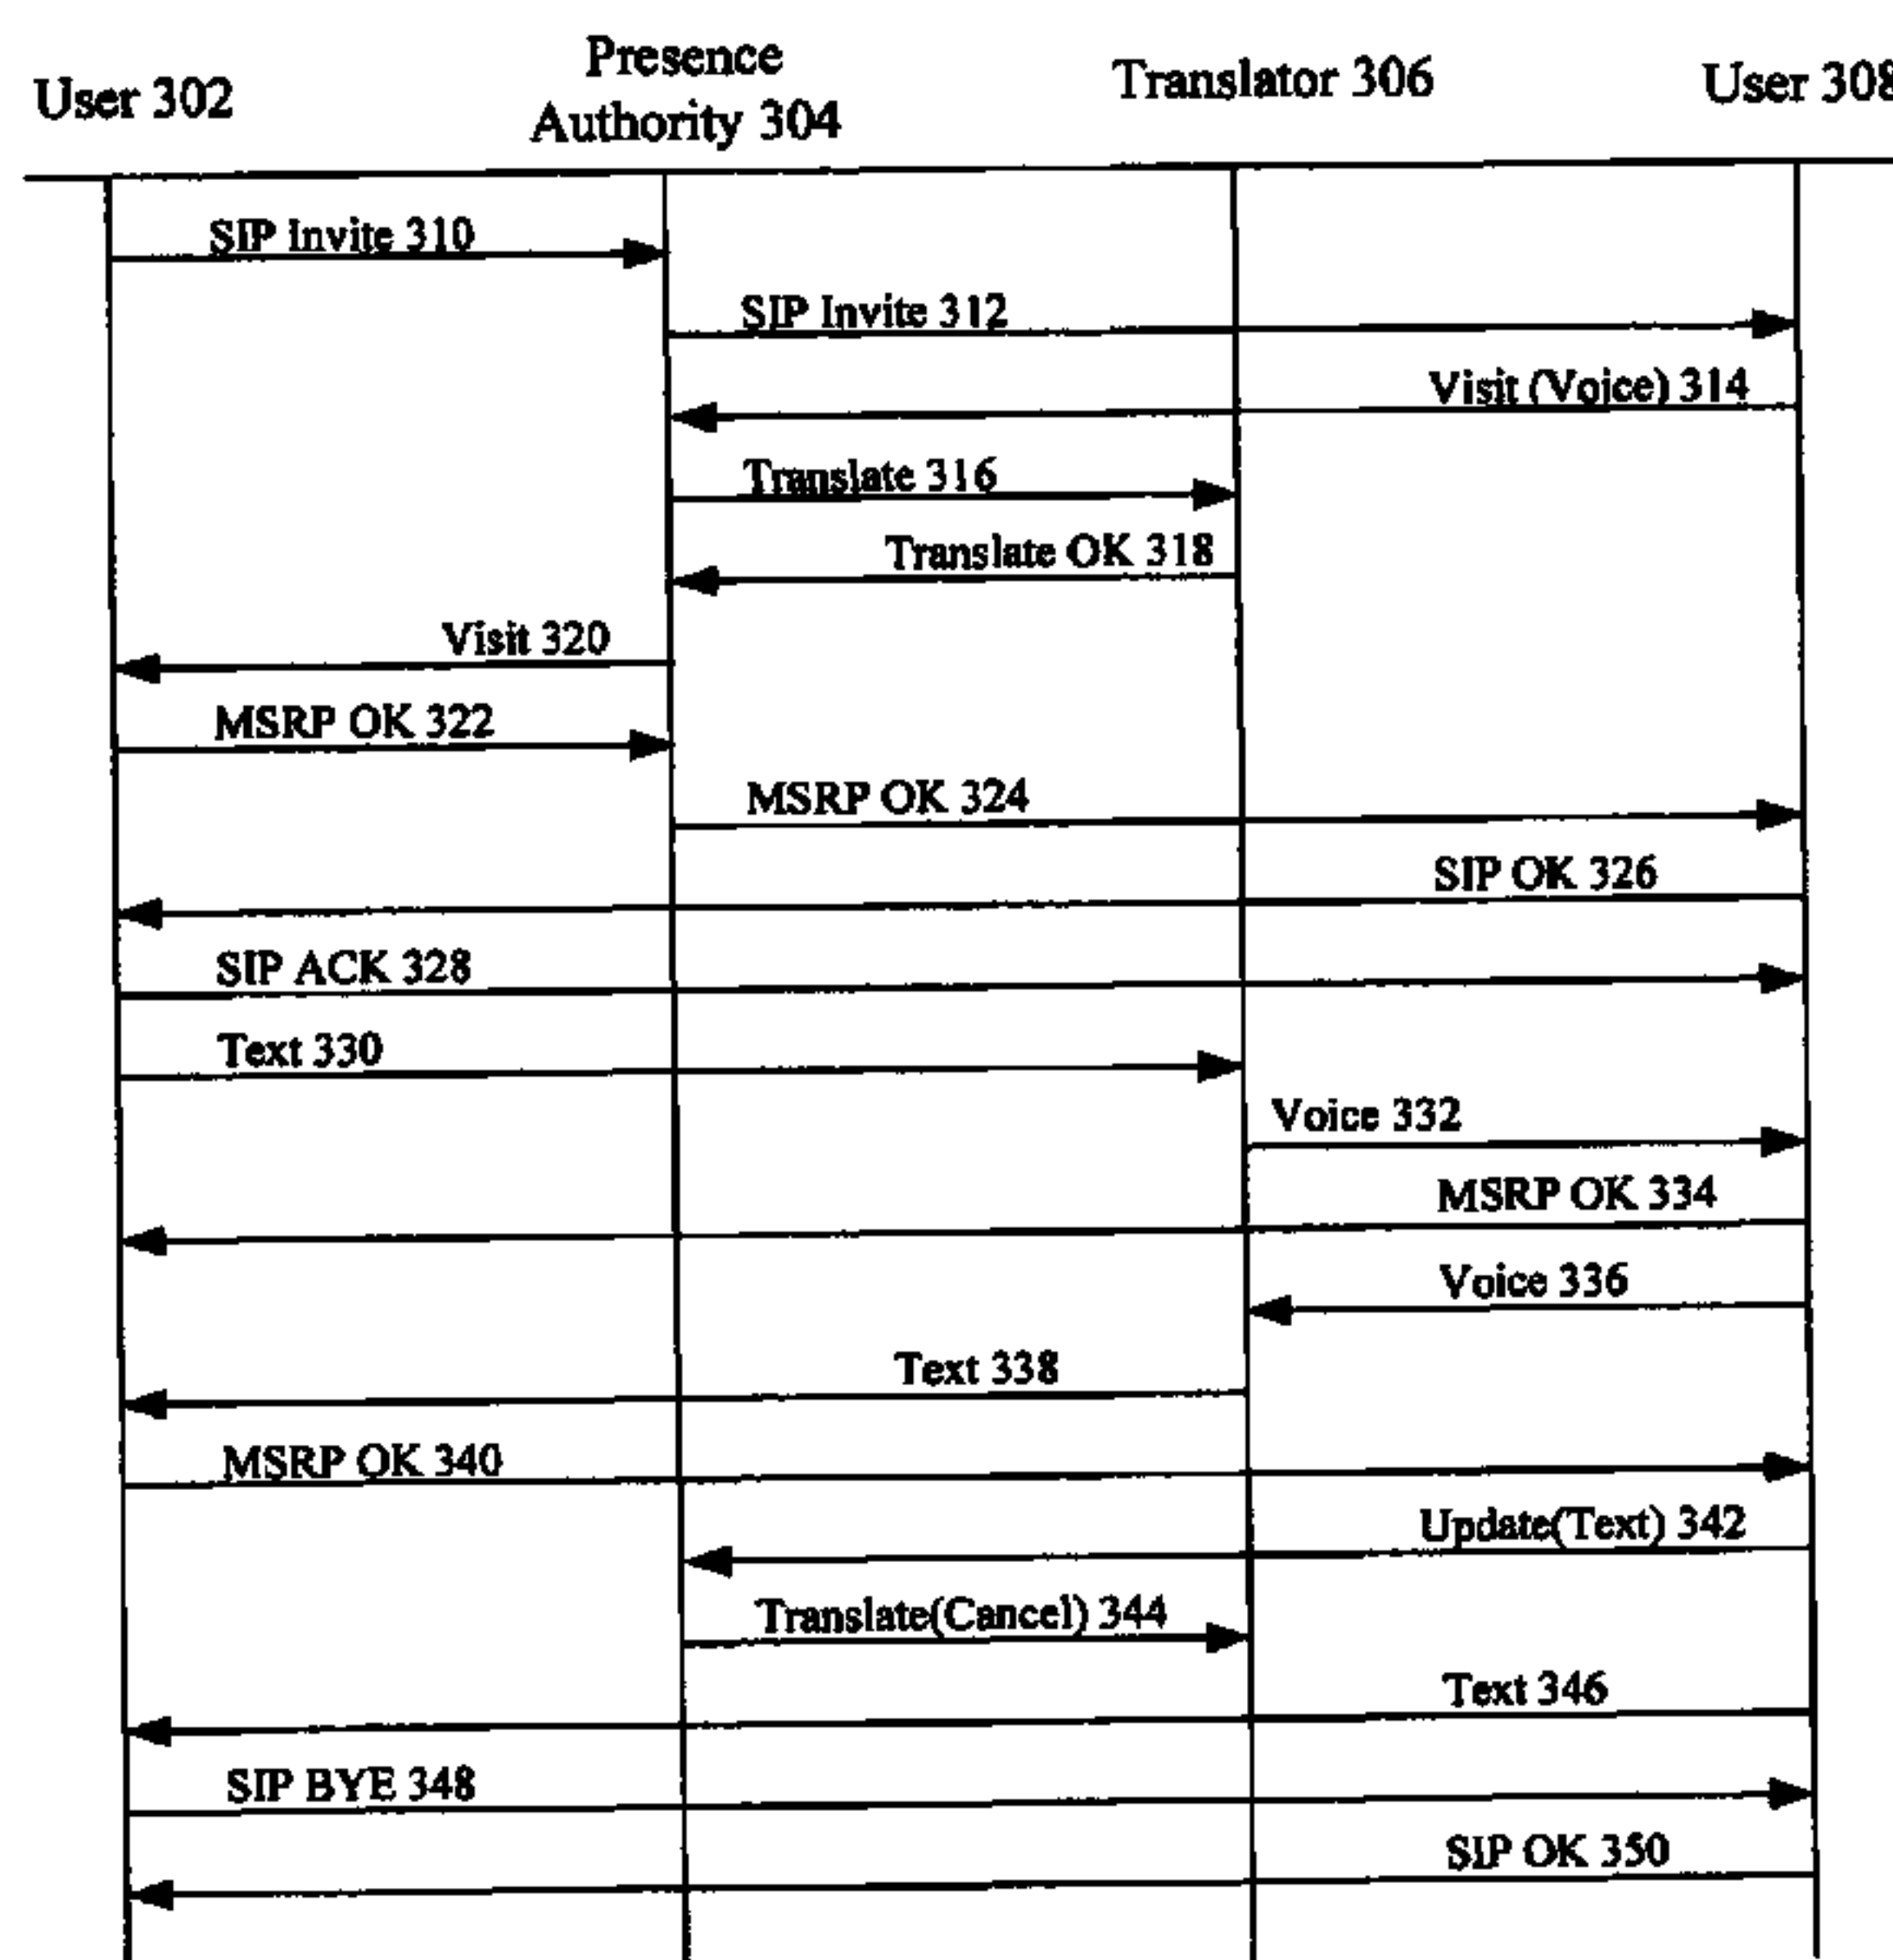 User 302
Presence
Authority 304
Translator 306
User 308
SIP Invite 310
SIP Invite 312
Visit (Voice) 314
Translate 316
Translate OK 318
Visit 320
MSRP OK 322
MSRP OK 324
SIP OK 326
SIP ACK 328
Text 330
Voice 332
MSRP OK 334
Voice 336
Text 338
MSRP OK 340
Update(Text) 342
Translate(Cancel) 344
Text 346
SIP BYE 348
SIP OK 350